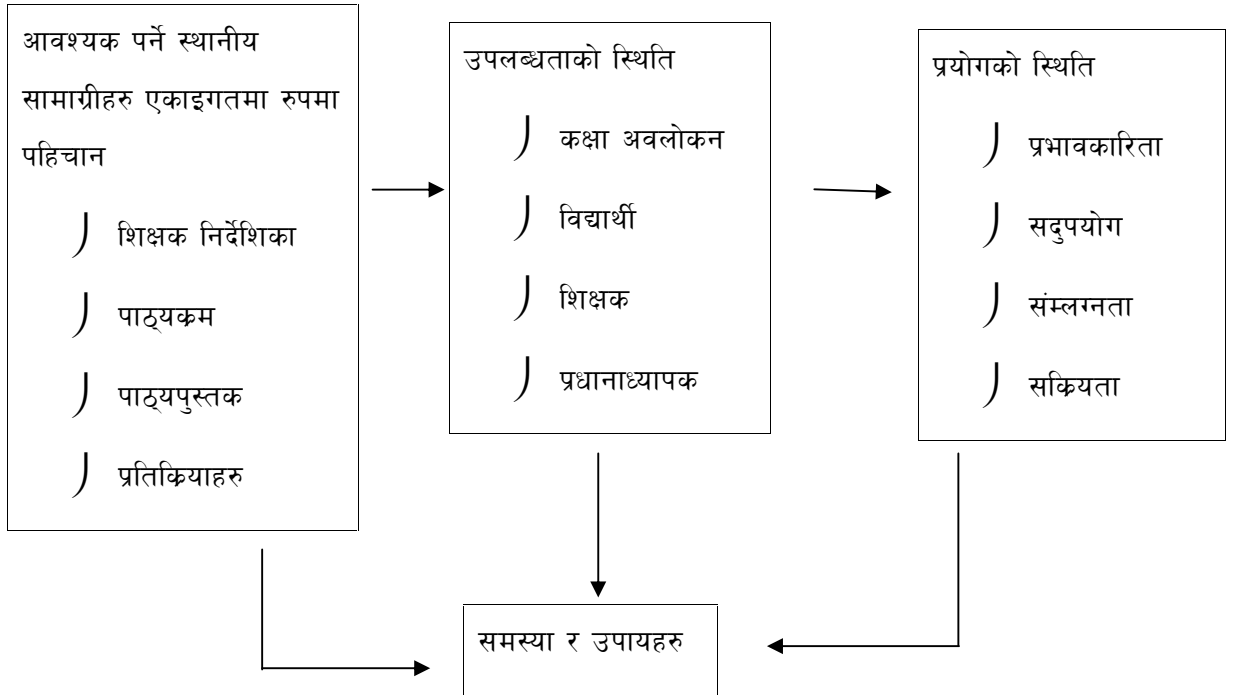 आवश्यक पर्ने स्थानीय
सामाग्रीहरु एकाइगतमा रुपमा
पहिचान
शिक्षक निर्देशिका
पाठ्यक्रम
पाठ्यपुस्तक
प्रतिक्रियाहरु
उपलब्धताको स्थिति
कक्षा अवलोकन
विद्यार्थी
शिक्षक
प्रधानाध्यापक
प्रयोगको स्थिति
प्रभावकारिता
सदुपयोग
संम्लग्नता
सक्रियता
समस्या र उपायहरु